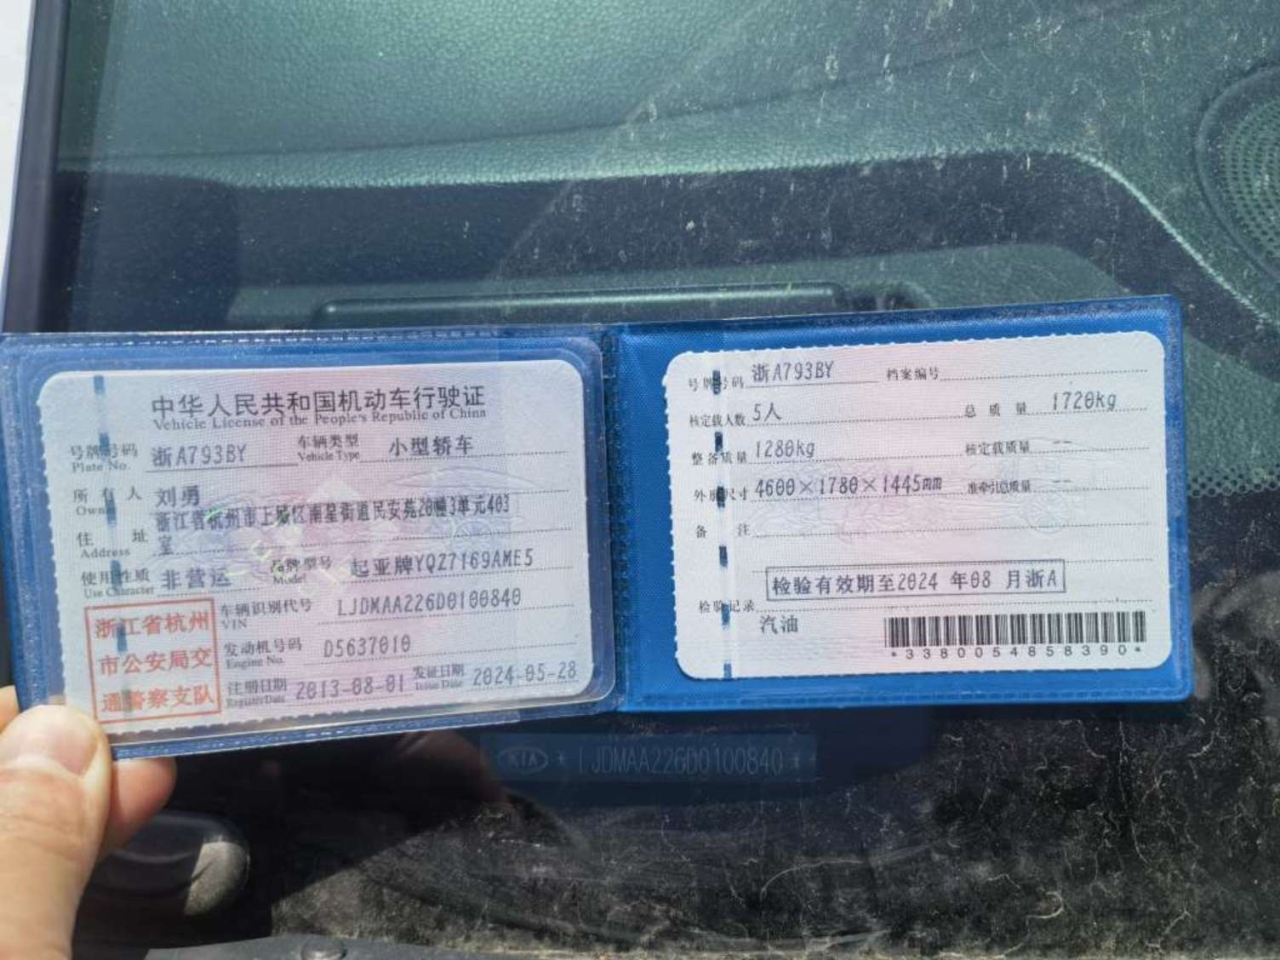 中华人民共和国机动车行驶证
Vehicle License of the People's Republic of China
号牌号码 浙A793BY 车辆类型 小型轿车
Plate No. Vehicle Type
所有人 刘勇
Owner
浙江省杭州市上城区南星街道民安苑20幢3单元403
住址 室
Address
使用性质 非营运 品牌型号 起亚牌YQZ7169AME5
Use Character Model
浙江省杭州
市公安局交
通警察支队
车辆识别代号 LJDMAA226D0100840
VIN
发动机号码 D5637010
Engine No.
注册日期 2013-08-01 发证日期 2024-05-28
Register Date Issue Date
号牌号码 浙A793BY 档案编号
核定载人数 5人 总质量 1720kg
整备质量 1280kg 核定载质量 --
外廓尺寸 4600×1780×1445mm 准牵引总质量 --
备注
检验有效期至2024年08月浙A
检验记录
汽油
*3380054858390*
KIA LJDMAA226D0100840